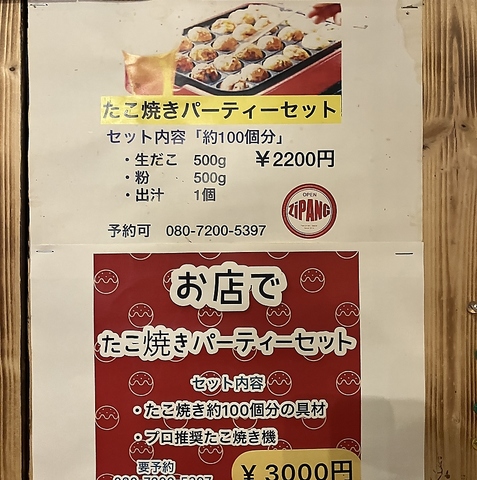 たこ焼きパーティーセット
セット内容「約100個分」
・生だこ 500g ￥2200円
・粉 500g
・出汁 1個
OPEN
ZIPANG
予約可 080-7200-5397
お店で
たこ焼きパーティーセット
セット内容
・たこ焼き約100個分の具材
・プロ推奨たこ焼き機
要予約
￥3000円